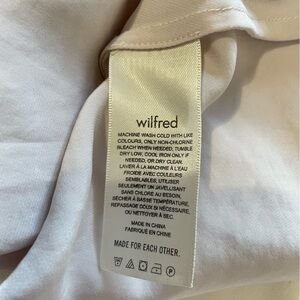 wilfred
MACHINE WASH COLD WITH LIKE
COLOURS, ONLY NON-CHLORINE
BLEACH WHEN NEEDED, TUMBLE
DRY LOW, COOL IRON ONLY IF
NEEDED, OR DRY CLEAN.
LAVER À LA MACHINE À L'EAU
FROIDE AVEC COULEURS
SEMBLABLES, UTILISER
SEULEMENT UN JAVELLISANT
SANS CHLORE AU BESOIN,
SÉCHER À BASSE TEMPÉRATURE,
REPASSAGE DOUX SI NÉCESSAIRE,
OU NETTOYER À SEC.
MADE IN CHINA
FABRIQUÉ EN CHINE
MADE FOR EACH OTHER.
P